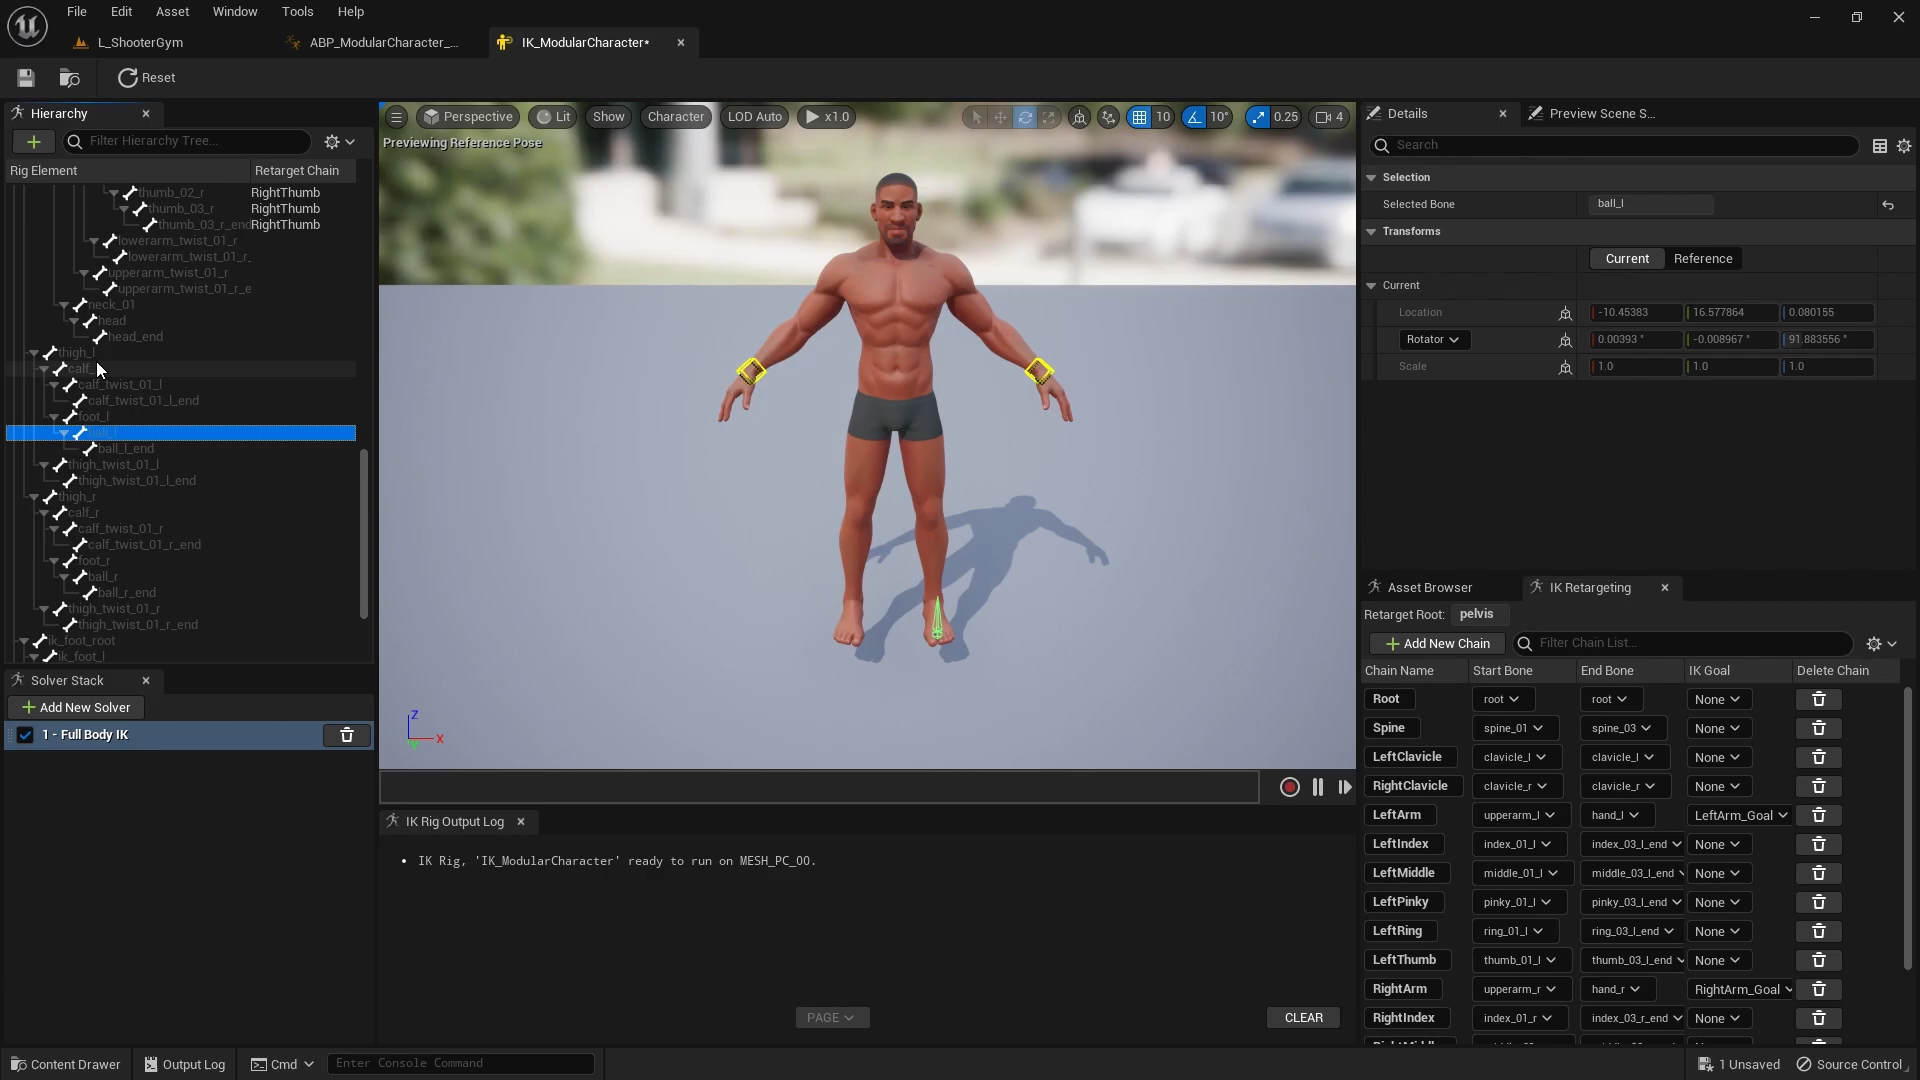 File Edit Asset Window Tools Help
L_ShooterGym
ABP_ModularCharacter_...
IK_ModularCharacter*
Reset
Hierarchy
Filter Hierarchy Tree...
Rig Element Retarget Chain
thumb_02_r RightThumb
thumb_03_r RightThumb
thumb_03_r_end RightThumb
lowerarm_twist_01_r
lowerarm_twist_01_r_
upperarm_twist_01_r
upperarm_twist_01_r_e
neck_01
head
head_end
thigh_l
calf_
calf_twist_01_l
calf_twist_01_l_end
foot_l
ball_l
ball_l_end
thigh_twist_01_l
thigh_twist_01_l_end
thigh_r
calf_r
calf_twist_01_r
calf_twist_01_r_end
foot_r
ball_r
ball_r_end
thigh_twist_01_r
thigh_twist_01_r_end
ik_foot_root
ik_foot_l
Solver Stack
Add New Solver
1 - Full Body IK
Perspective Lit Show Character LOD Auto x1.0 10 10° 0.25 4
Previewing Reference Pose
Z
X
Y
IK Rig Output Log
IK Rig, 'IK_ModularCharacter' ready to run on MESH_PC_00.
PAGE
CLEAR
Details
Preview Scene S...
Search
Selection
Selected Bone ball_l
Transforms
Current Reference
Current
Location -10.45383 16.577864 0.080155
Rotator 0.00393 ° -0.008967 ° 91.883556 °
Scale 1.0 1.0 1.0
Asset Browser
IK Retargeting
Retarget Root: pelvis
Add New Chain
Filter Chain List...
Chain Name Start Bone End Bone IK Goal Delete Chain
Root root root None
Spine spine_01 spine_03 None
LeftClavicle clavicle_l clavicle_l None
RightClavicle clavicle_r clavicle_r None
LeftArm upperarm_l hand_l LeftArm_Goal
LeftIndex index_01_l index_03_l_end None
LeftMiddle middle_01_l middle_03_l_end None
LeftPinky pinky_01_l pinky_03_l_end None
LeftRing ring_01_l ring_03_l_end None
LeftThumb thumb_01_l thumb_03_l_end None
RightArm upperarm_r hand_r RightArm_Goal
RightIndex index_01_r index_03_r_end None
Content Drawer Output Log Cmd Enter Console Command
1 Unsaved Source Control